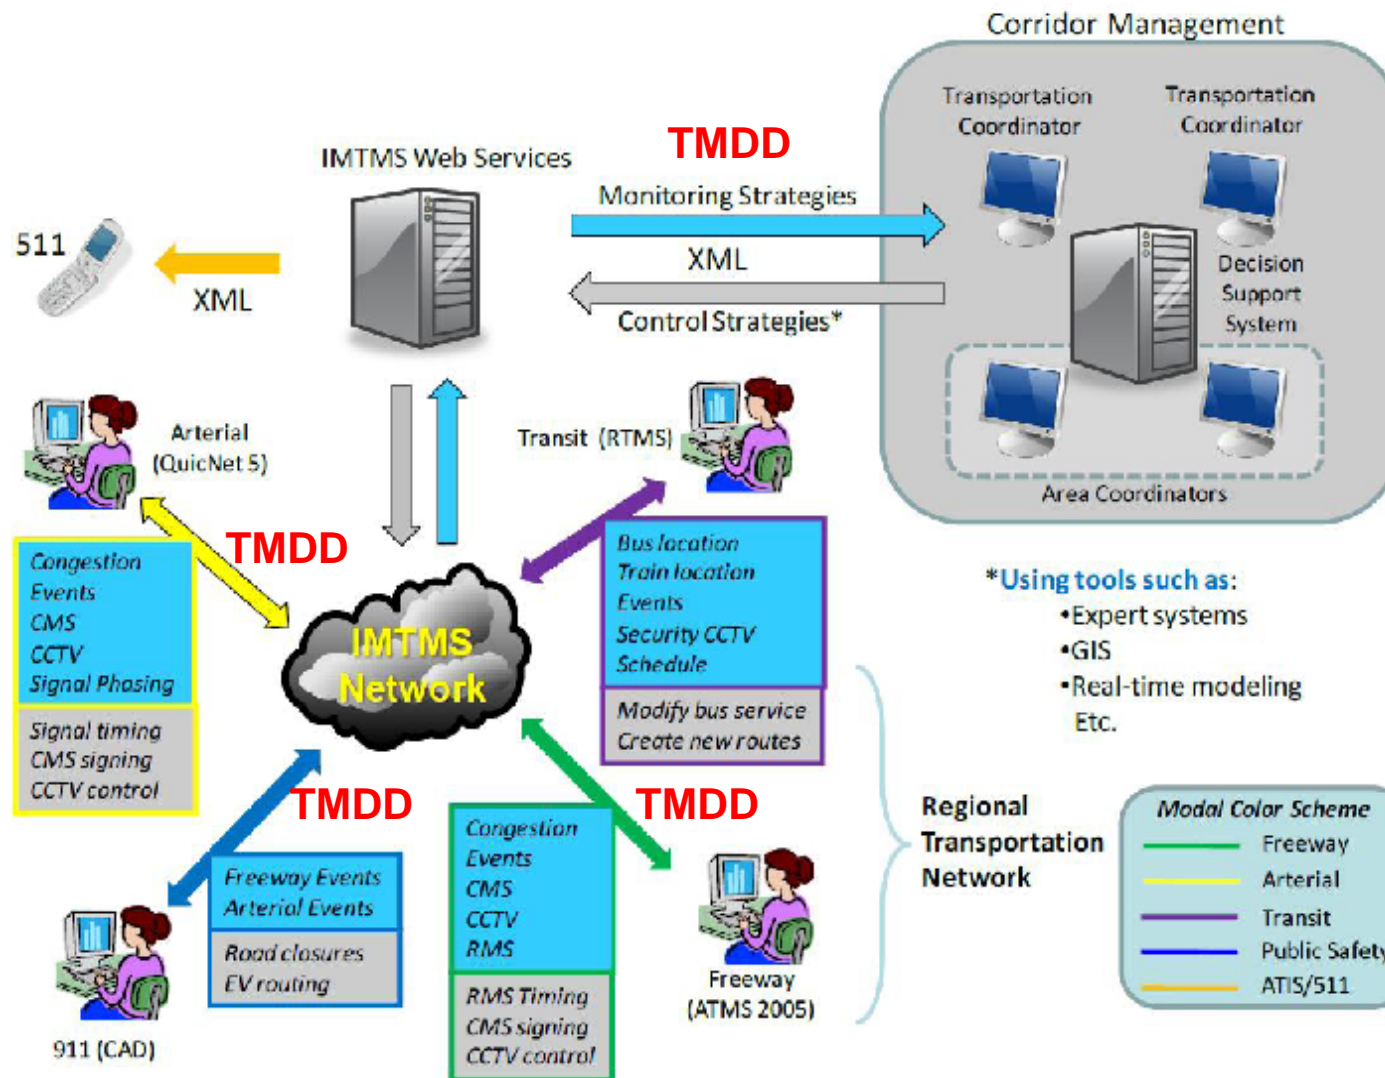 Corridor Management
Transportation
Coordinator
Transportation
Coordinator
TMDD
IMTMS Web Services
Monitoring Strategies
511
XML
XML
Decision
Support
System
Control Strategies*
Area Coordinators
Arterial
(QuicNet 5)
Transit (RTMS)
TMDD
Congestion
Events
CMS
CCTV
Signal Phasing
Signal timing
CMS signing
CCTV control
Bus location
Train location
Events
Security CCTV
Schedule
Modify bus service
Create new routes
*Using tools such as:
•Expert systems
•GIS
•Real-time modeling
Etc.
IMTMS
Network
TMDD
TMDD
Freeway Events
Arterial Events
Road closures
EV routing
911 (CAD)
Congestion
Events
CMS
CCTV
RMS
RMS Timing
CMS signing
CCTV control
Freeway
(ATMS 2005)
Regional
Transportation
Network
Modal Color Scheme
Freeway
Arterial
Transit
Public Safety
ATIS/511